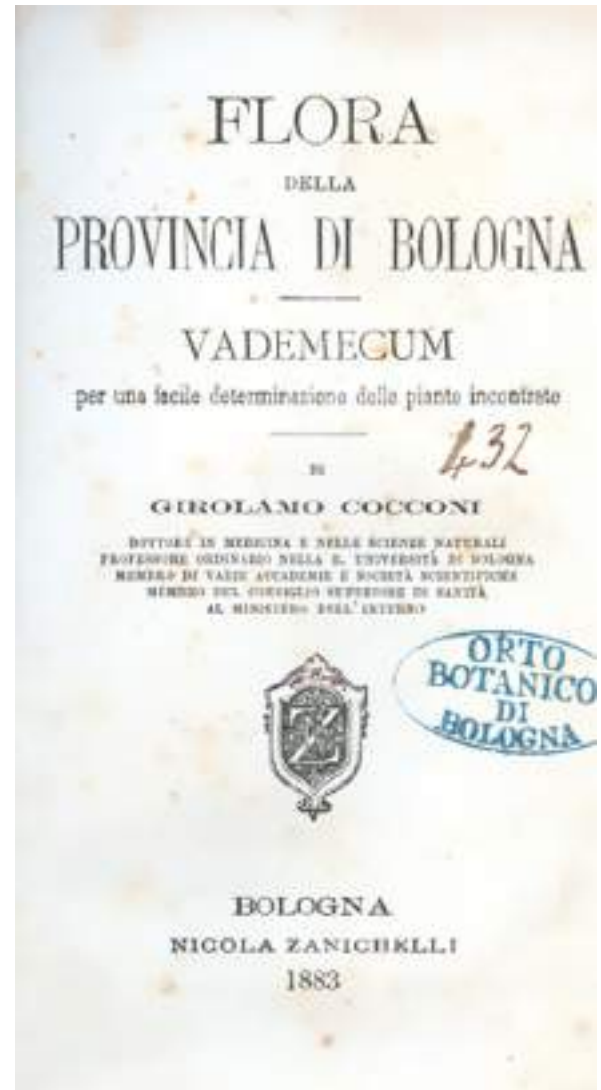 FLORA
DELLA
PROVINCIA DI BOLOGNA
VADEMECUM
per una facile determinazione delle piante incontrate
432
DI
GIROLAMO COCCONI
DOTTORE IN MEDICINA E NELLE SCIENZE NATURALI
PROFESSORE ORDINARIO NELLA R. UNIVERSITÀ DI BOLOGNA
MEMBRO DI VARIE ACCADEMIE E SOCIETÀ SCIENTIFICHE
MEMBRO DEL CONSIGLIO SUPERIORE DI SANITÀ
AL MINISTERO DELL'INTERNO
ORTO
BOTANICO
DI
BOLOGNA
Z
BOLOGNA
NICOLA ZANICHELLI
1883